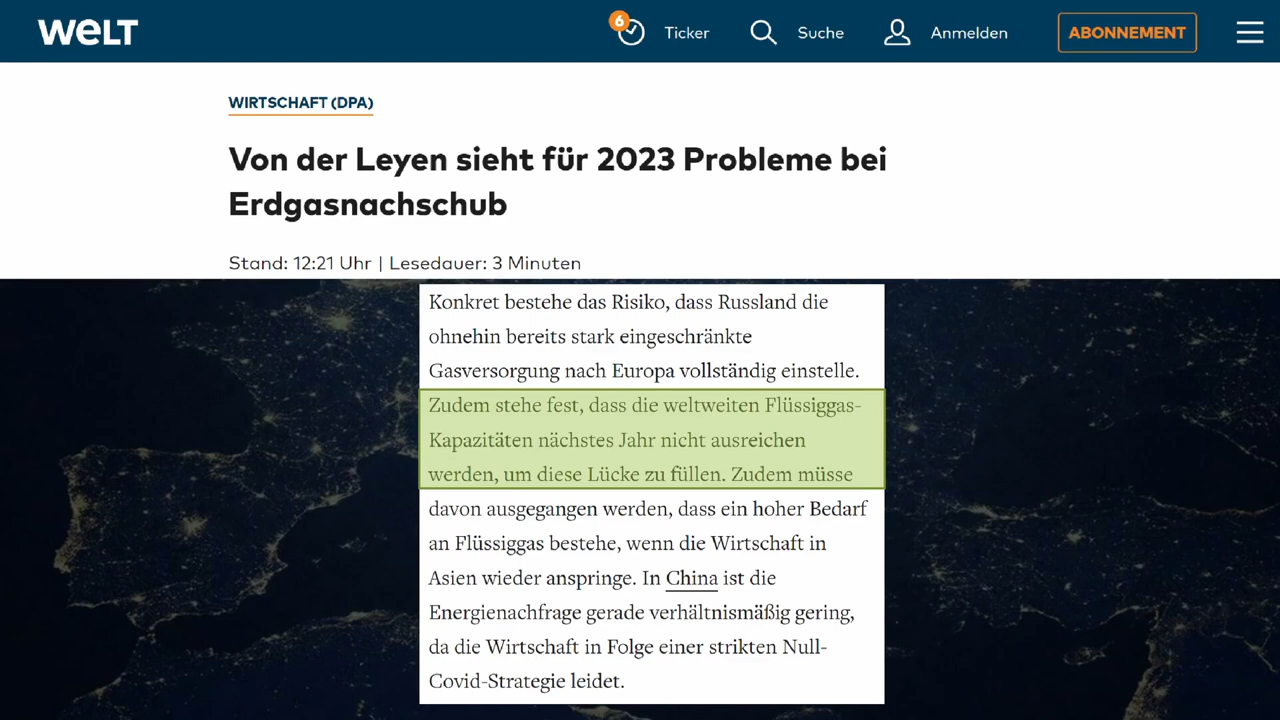 WELT
6
Ticker
Suche
Anmelden
ABONNEMENT
WIRTSCHAFT (DPA)
Von der Leyen sieht für 2023 Probleme bei
Erdgasnachschub
Stand: 12:21 Uhr | Lesedauer: 3 Minuten
Konkret bestehe das Risiko, dass Russland die
ohnehin bereits stark eingeschränkte
Gasversorgung nach Europa vollständig einstelle.
Zudem stehe fest, dass die weltweiten Flüssiggas-
Kapazitäten nächstes Jahr nicht ausreichen
werden, um diese Lücke zu füllen. Zudem müsse
davon ausgegangen werden, dass ein hoher Bedarf
an Flüssiggas bestehe, wenn die Wirtschaft in
Asien wieder anspringe. In China ist die
Energienachfrage gerade verhältnismäßig gering,
da die Wirtschaft in Folge einer strikten Null-
Covid-Strategie leidet.